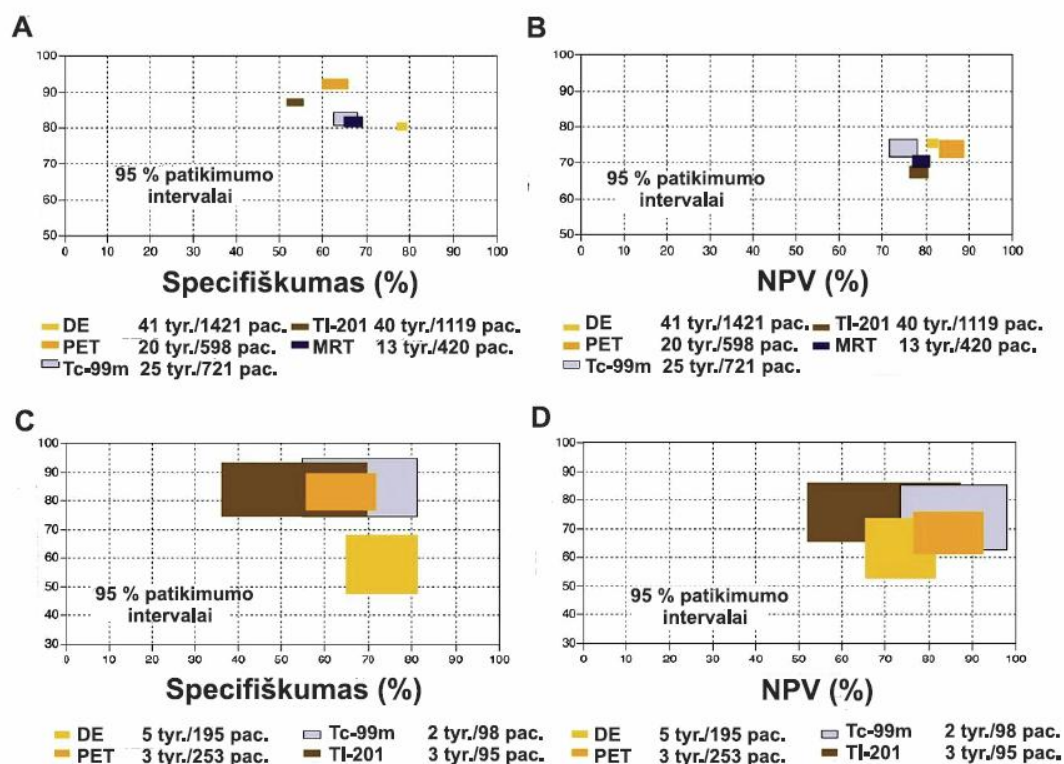 A
100
90
80
70
60
50
95 % patikimumo
intervalai
0 10 20 30 40 50 60 70 80 90 100
Specifiškumas (%)
DE 41 tyr./1421 pac. TI-201 40 tyr./1119 pac.
PET 20 tyr./598 pac. MRT 13 tyr./420 pac.
Tc-99m 25 tyr./721 pac.
B
100
90
80
70
60
50
95 % patikimumo
intervalai
0 10 20 30 40 50 60 70 80 90 100
NPV (%)
DE 41 tyr./1421 pac. TI-201 40 tyr./1119 pac.
PET 20 tyr./598 pac. MRT 13 tyr./420 pac.
Tc-99m 25 tyr./721 pac.
C
100
90
80
70
60
50
40
30
95 % patikimumo
intervalai
0 10 20 30 40 50 60 70 80 90 100
Specifiškumas (%)
DE 5 tyr./195 pac. Tc-99m 2 tyr./98 pac.
PET 3 tyr./253 pac. TI-201 3 tyr./95 pac.
D
100
90
80
70
60
50
40
30
95 % patikimumo
intervalai
0 10 20 30 40 50 60 70 80 90 100
NPV (%)
DE 5 tyr./195 pac. Tc-99m 2 tyr./98 pac.
PET 3 tyr./253 pac. TI-201 3 tyr./95 pac.